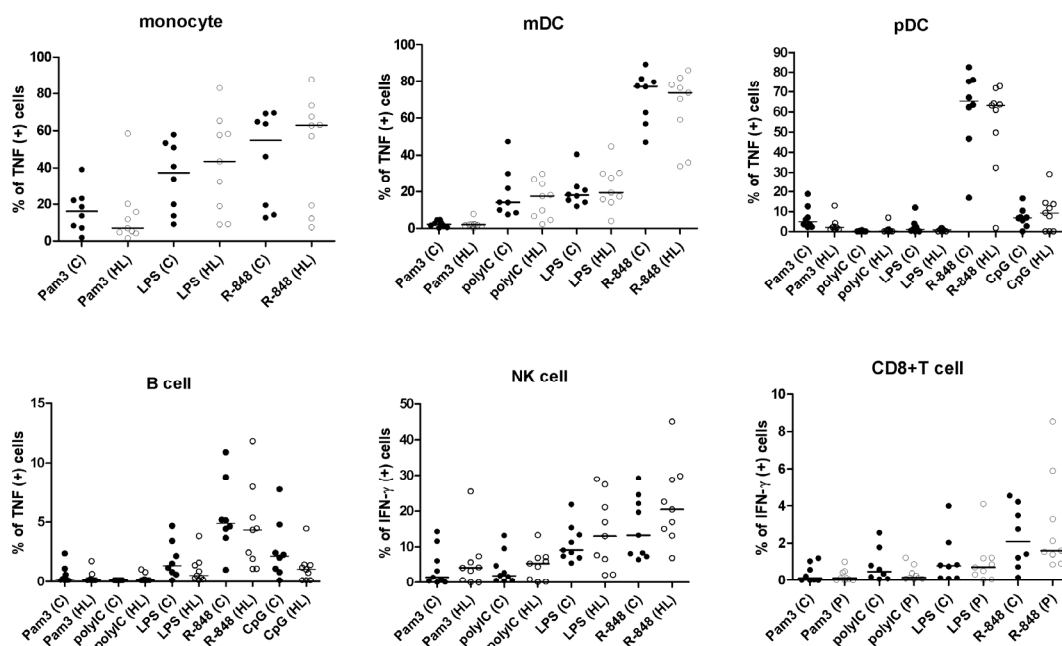 monocyte
% of TNF (+) cells
100
80
60
40
20
0
Pam3 (C)
Pam3 (HL)
LPS (C)
LPS (HL)
R-848 (C)
R-848 (HL)
mDC
% of TNF (+) cells
100
80
60
40
20
0
Pam3 (C)
Pam3 (HL)
polyIC (C)
polyIC (HL)
LPS (C)
LPS (HL)
R-848 (C)
R-848 (HL)
pDC
% of TNF (+) cells
90
80
70
60
50
40
30
20
10
0
Pam3 (C)
Pam3 (HL)
polyIC (C)
polyIC (HL)
LPS (C)
LPS (HL)
R-848 (C)
R-848 (HL)
CpG (C)
CpG (HL)
B cell
% of TNF (+) cells
15
10
5
0
Pam3 (C)
Pam3 (HL)
polyIC (C)
polyIC (HL)
LPS (C)
LPS (HL)
R-848 (C)
R-848 (HL)
CpG (C)
CpG (HL)
NK cell
% of IFN-γ (+) cells
50
40
30
20
10
0
Pam3 (C)
Pam3 (HL)
polyIC (C)
polyIC (HL)
LPS (C)
LPS (HL)
R-848 (C)
R-848 (HL)
CD8+T cell
% of IFN-γ (+) cells
10
8
6
4
2
0
Pam3 (C)
Pam3 (P)
polyIC (C)
polyIC (P)
LPS (C)
LPS (P)
R-848 (C)
R-848 (P)